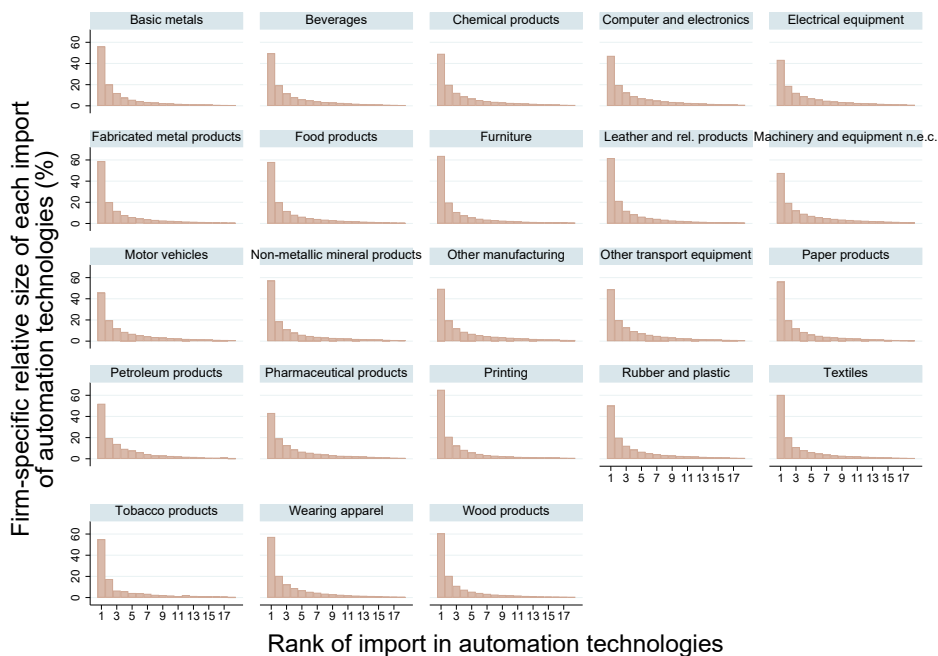 Firm-specific relative size of each import
of automation technologies (%)
Basic metals
Beverages
Chemical products
Computer and electronics
Electrical equipment
0 20 40 60
Fabricated metal products
Food products
Furniture
Leather and rel. products
Machinery and equipment n.e.c.
0 20 40 60
Motor vehicles
Non-metallic mineral products
Other manufacturing
Other transport equipment
Paper products
0 20 40 60
Petroleum products
Pharmaceutical products
Printing
Rubber and plastic
Textiles
0 20 40 60
1 3 5 7 9 11 13 15 17
1 3 5 7 9 11 13 15 17
Tobacco products
Wearing apparel
Wood products
0 20 40 60
1 3 5 7 9 11 13 15 17
1 3 5 7 9 11 13 15 17
1 3 5 7 9 11 13 15 17
Rank of import in automation technologies